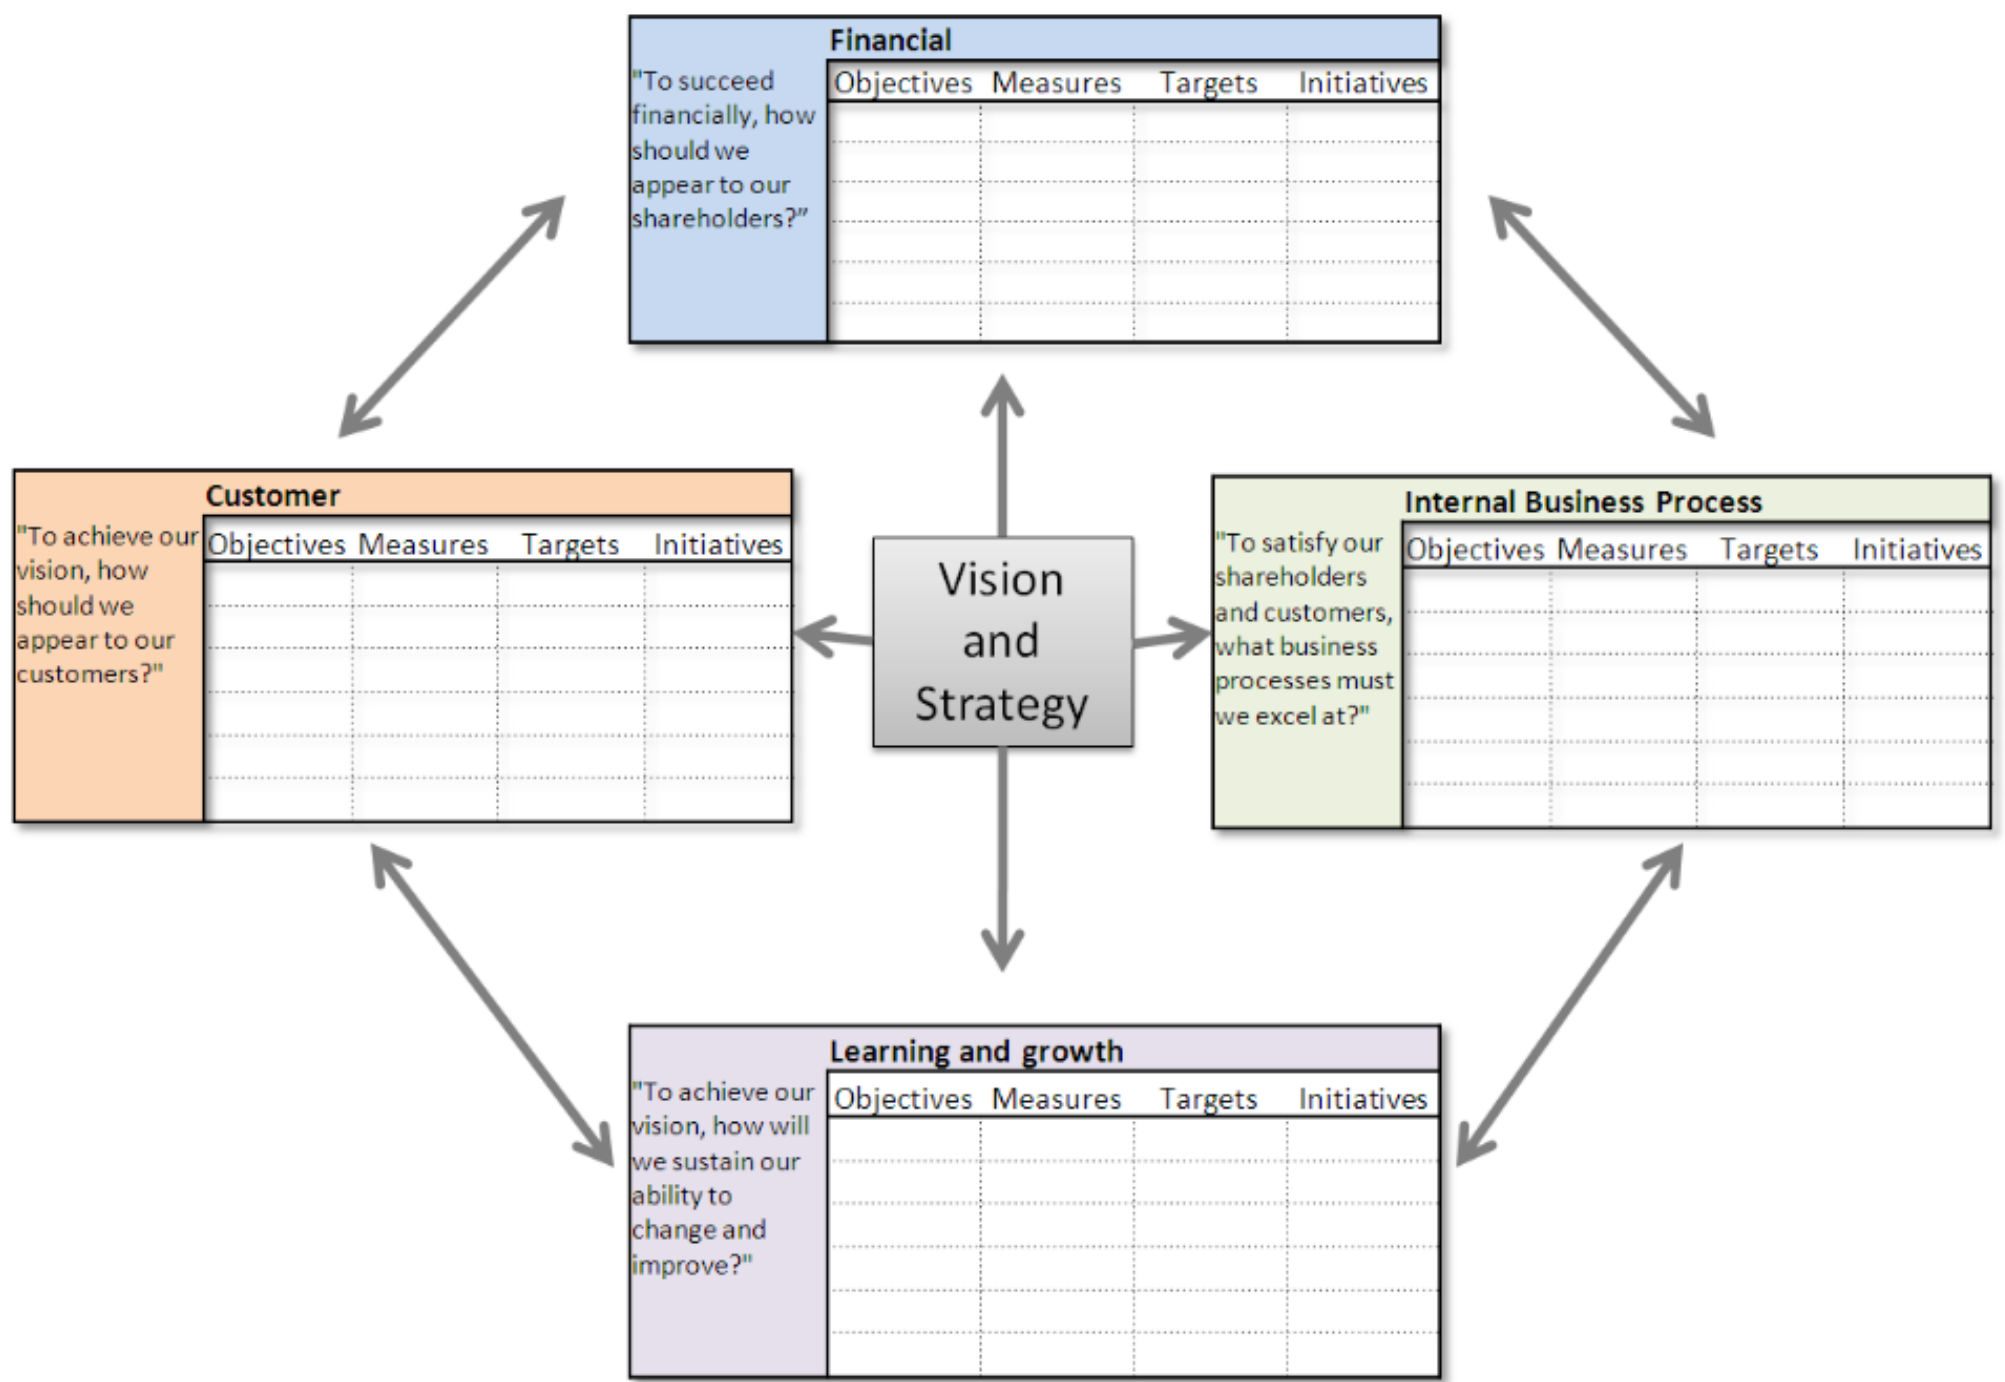 Financial
"To succeed
financially, how
should we
appear to our
shareholders?”
Objectives Measures Targets Initiatives
Customer
"To achieve our
vision, how
should we
appear to our
customers?"
Objectives Measures Targets Initiatives
Vision
and
Strategy
Internal Business Process
"To satisfy our
shareholders
and customers,
what business
processes must
we excel at?"
Objectives Measures Targets Initiatives
Learning and growth
"To achieve our
vision, how will
we sustain our
ability to
change and
improve?"
Objectives Measures Targets Initiatives